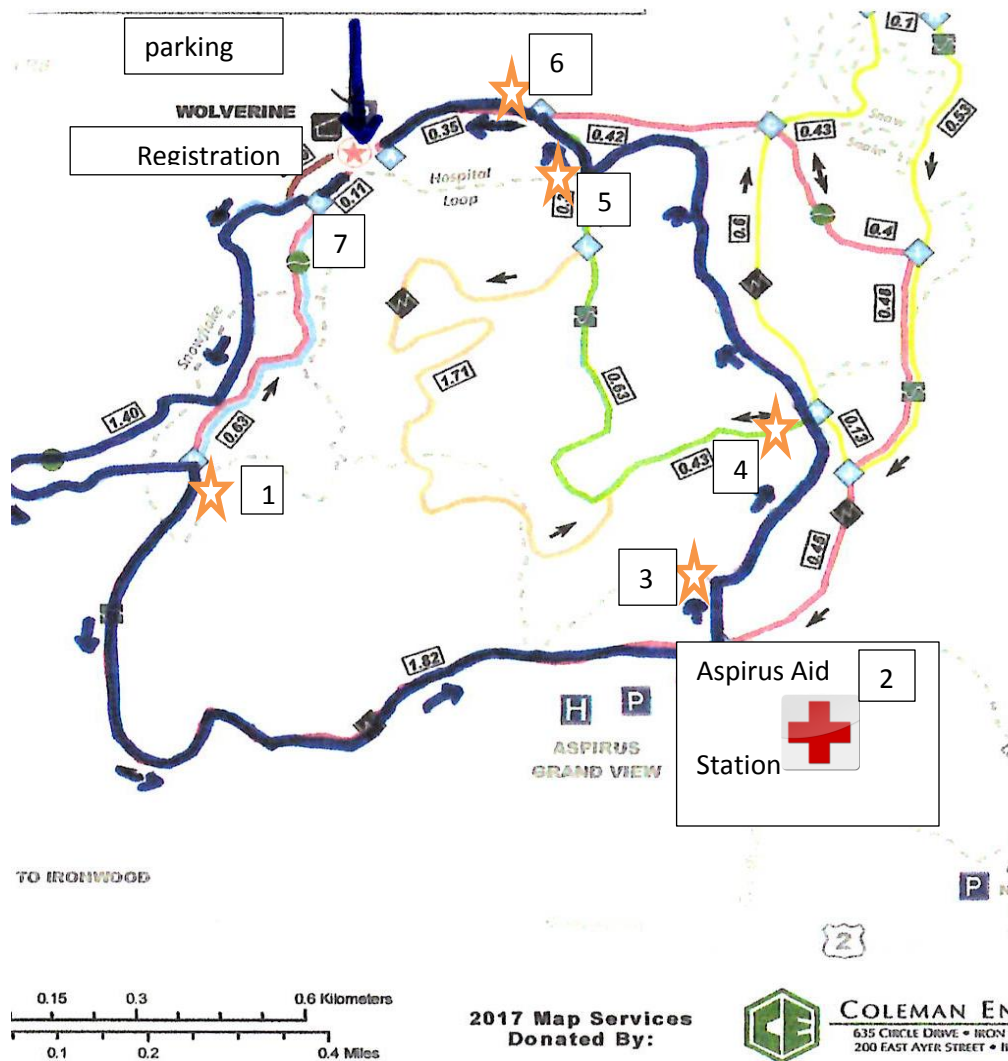 parking
6
WOLVERINE
Registration
0.35
0.42
0.43
0.1
0.53
Snow
Snake
Hospital
Loop
0.11
5
7
0.6
0.4
0.48
Snowflake
1.71
0.63
1.40
0.63
0.13
0.43
4
1
0.45
3
1.82
Aspirus Aid
2
Station
H P
ASPIRUS
GRAND VIEW
TO IRONWOOD
P
2
0.15 0.3 0.6 Kilometers
0.1 0.2 0.4 Miles
2017 Map Services
Donated By:
COLEMAN EN
635 CIRCLE DRIVE • IRON
200 EAST AYER STREET •